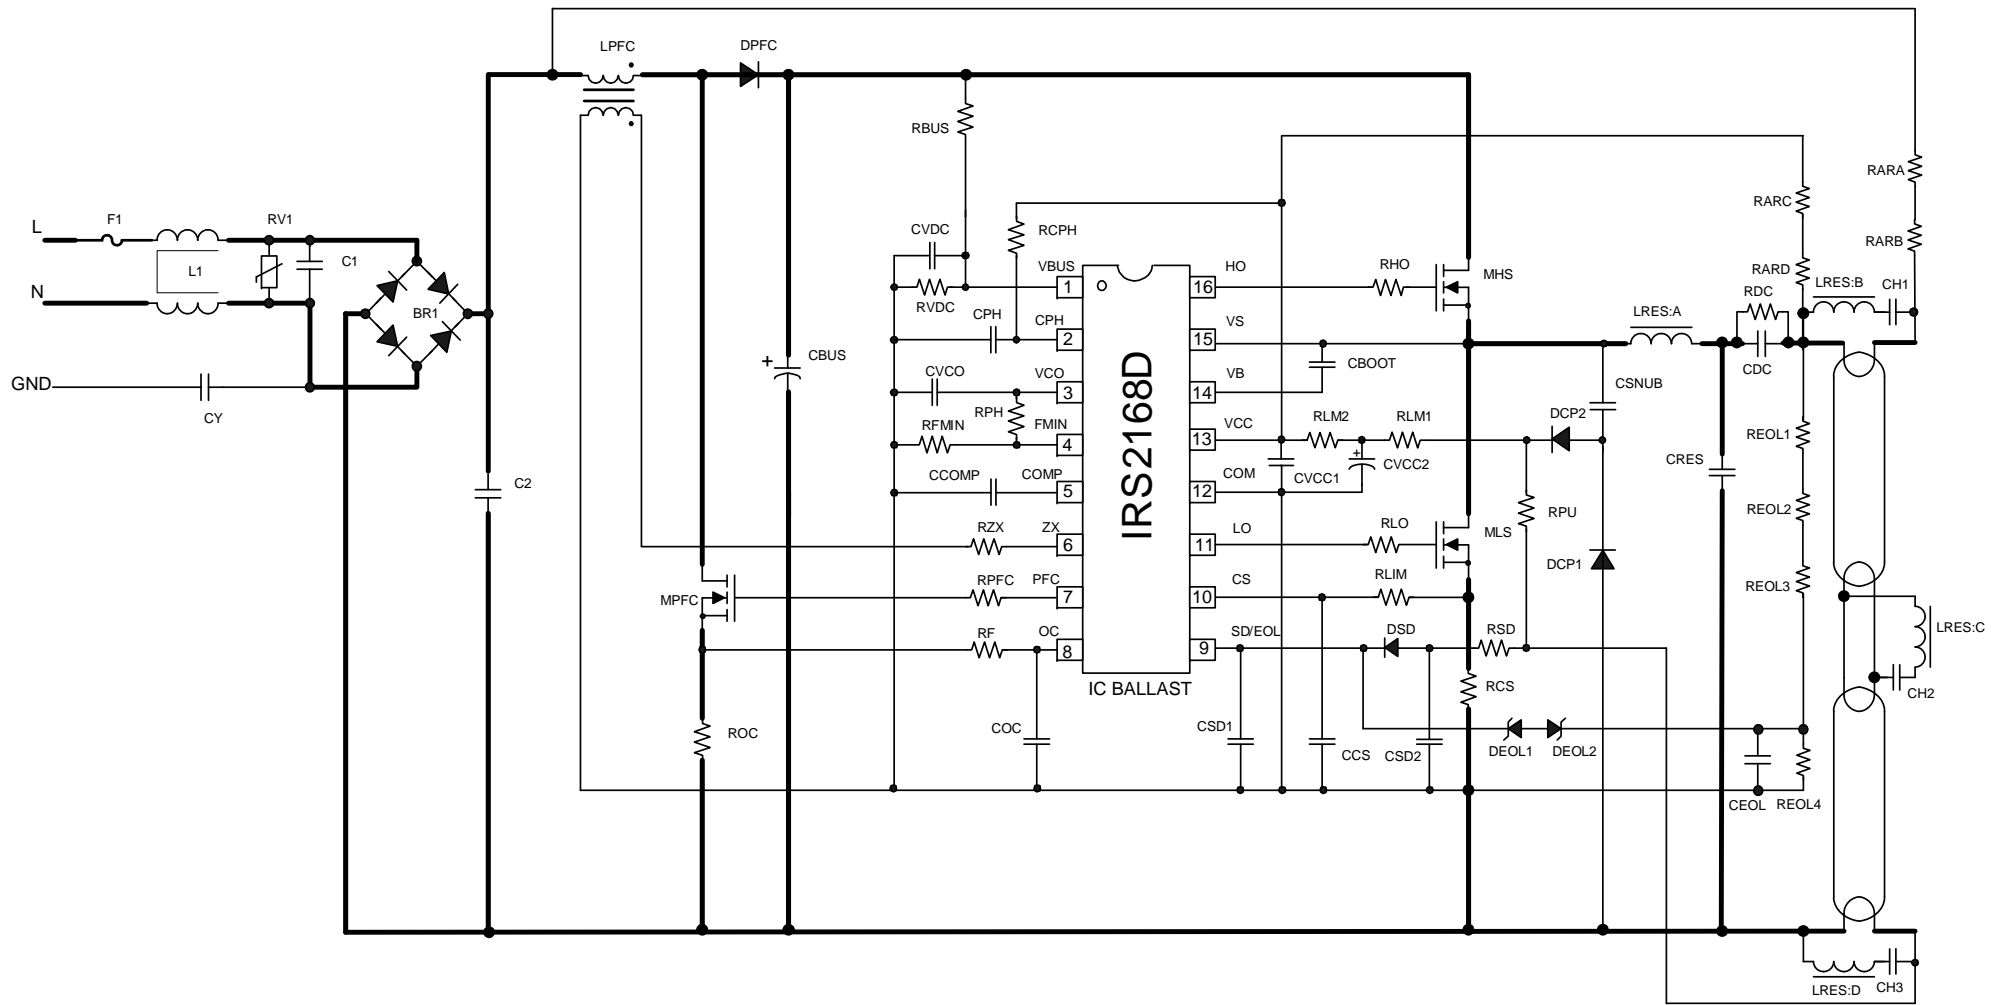 LPFC
DPFC
RBUS
RARA
RARC
RARB
F1
RV1
L
L1
C1
N
BR1
GND
CY
C2
CBUS
CVDC
RCPH
VBUS
RVDC
CPH
CPH
CVCO
VCO
RPH
RFMIN
FMIN
CCOMP
COMP
RZX
ZX
MPFC
RPFC
PFC
RF
OC
ROC
COC
1
2
3
4
5
6
7
8
IRS2168D
IC BALLAST
16
15
14
13
12
11
10
9
HO
VS
VB
VCC
COM
LO
CS
SD/EOL
RHO
MHS
CBOOT
RLM2
RLM1
CVCC1
CVCC2
DCP2
CSNUB
RLO
MLS
RPU
DCP1
RLIM
DSD
RSD
RCS
CSD1
CCS
CSD2
DEOL1
DEOL2
CEOL
REOL4
LRES:A
RARD
RDC
CDC
LRES:B
CH1
CRES
REOL1
REOL2
REOL3
LRES:C
CH2
LRES:D
CH3
+
+